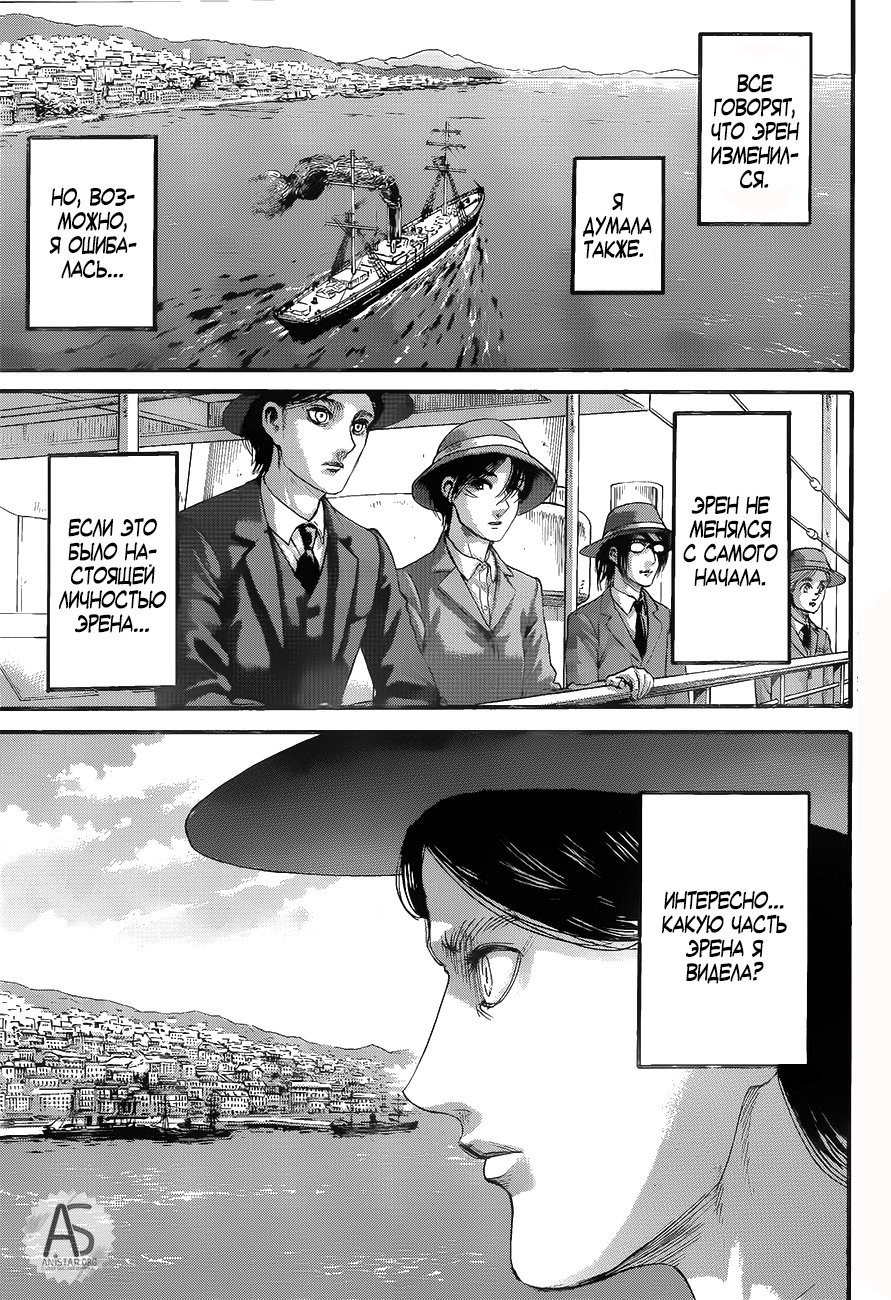 ВСЕ
ГОВОРЯТ,
ЧТО ЭРЕН
ИЗМЕНИЛ-
СЯ.
Я
ДУМАЛА
ТАКЖЕ.
НО, ВОЗ-
МОЖНО,
Я ОШИБА-
ЛАСЬ...
ЭРЕН НЕ
МЕНЯЛСЯ
С САМОГО
НАЧАЛА.
ЕСЛИ ЭТО
БЫЛО НА-
СТОЯЩЕЙ
ЛИЧНОСТЬЮ
ЭРЕНА...
ИНТЕРЕСНО...
КАКУЮ ЧАСТЬ
ЭРЕНА Я
ВИДЕЛА?
AS
ANISTAR.ORG